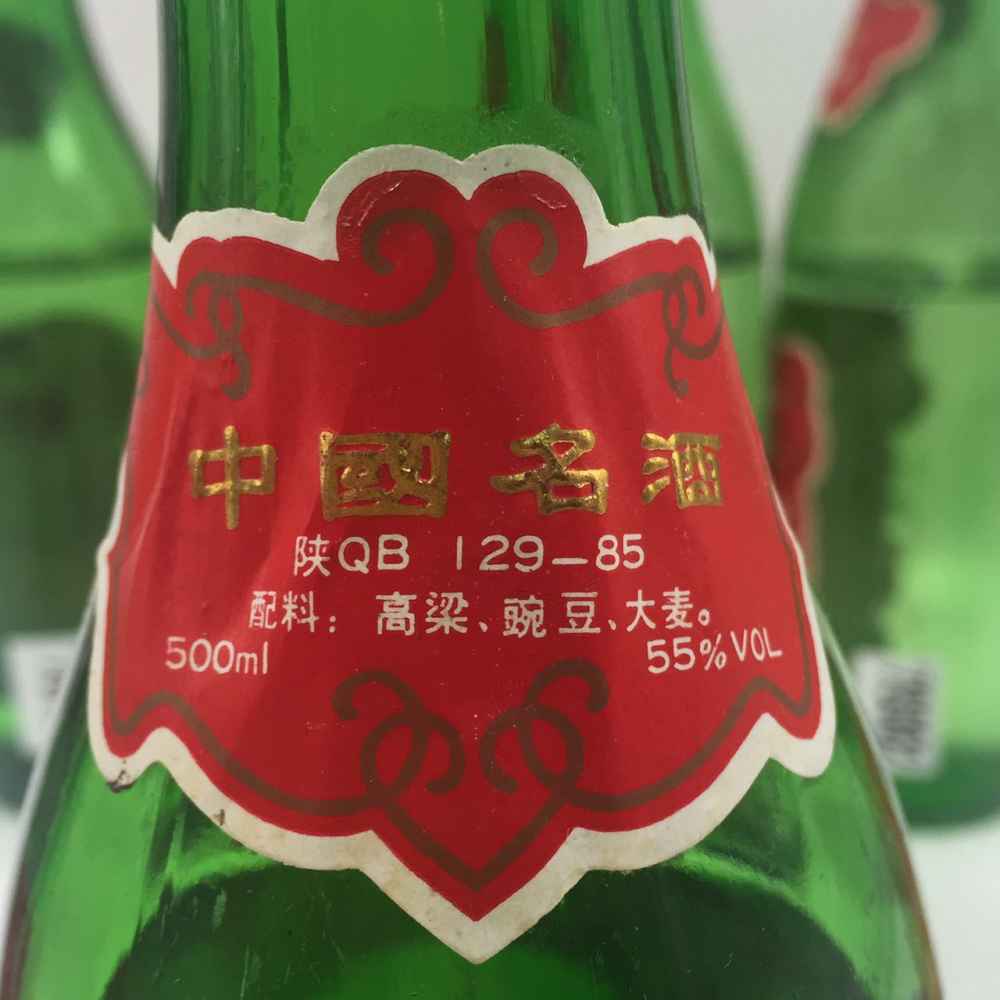 中國名酒
陕QB 129-85
配料：高粱、豌豆、大麦。
500ml 55%VOL